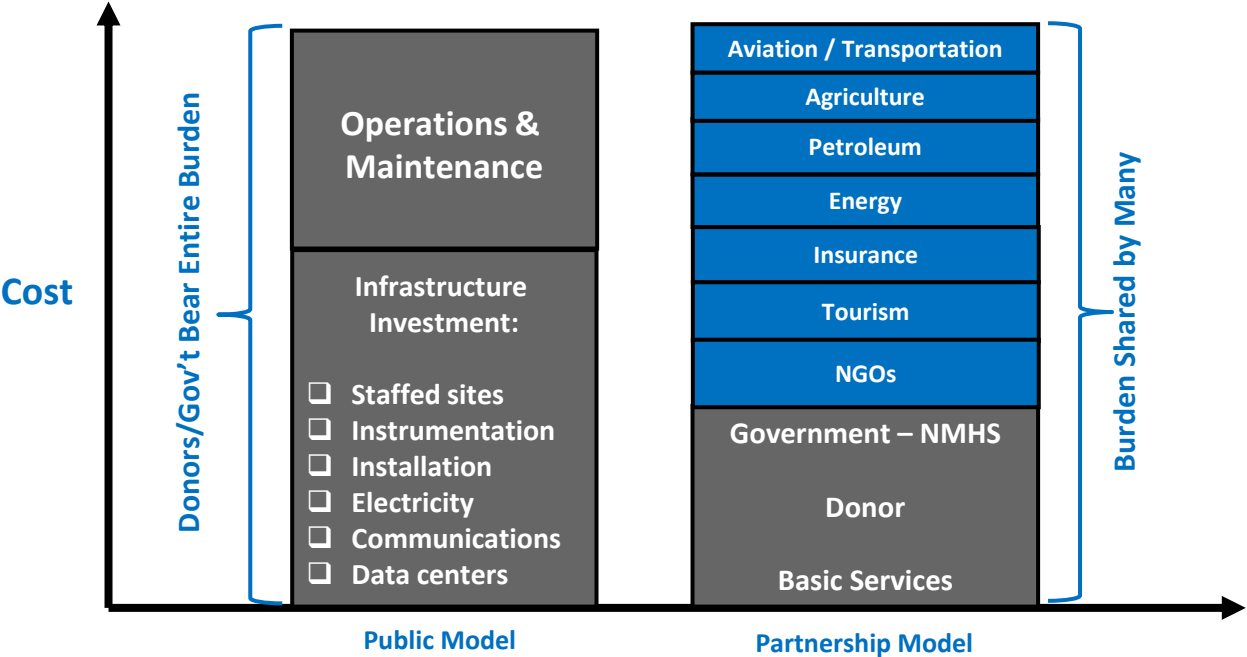 Cost
Donors/Gov't Bear Entire Burden
Operations &
Maintenance
Infrastructure
Investment:
❑ Staffed sites
❑ Instrumentation
❑ Installation
❑ Electricity
❑ Communications
❑ Data centers
Public Model
Aviation / Transportation
Agriculture
Petroleum
Energy
Insurance
Tourism
NGOs
Government – NMHS
Donor
Basic Services
Partnership Model
Burden Shared by Many